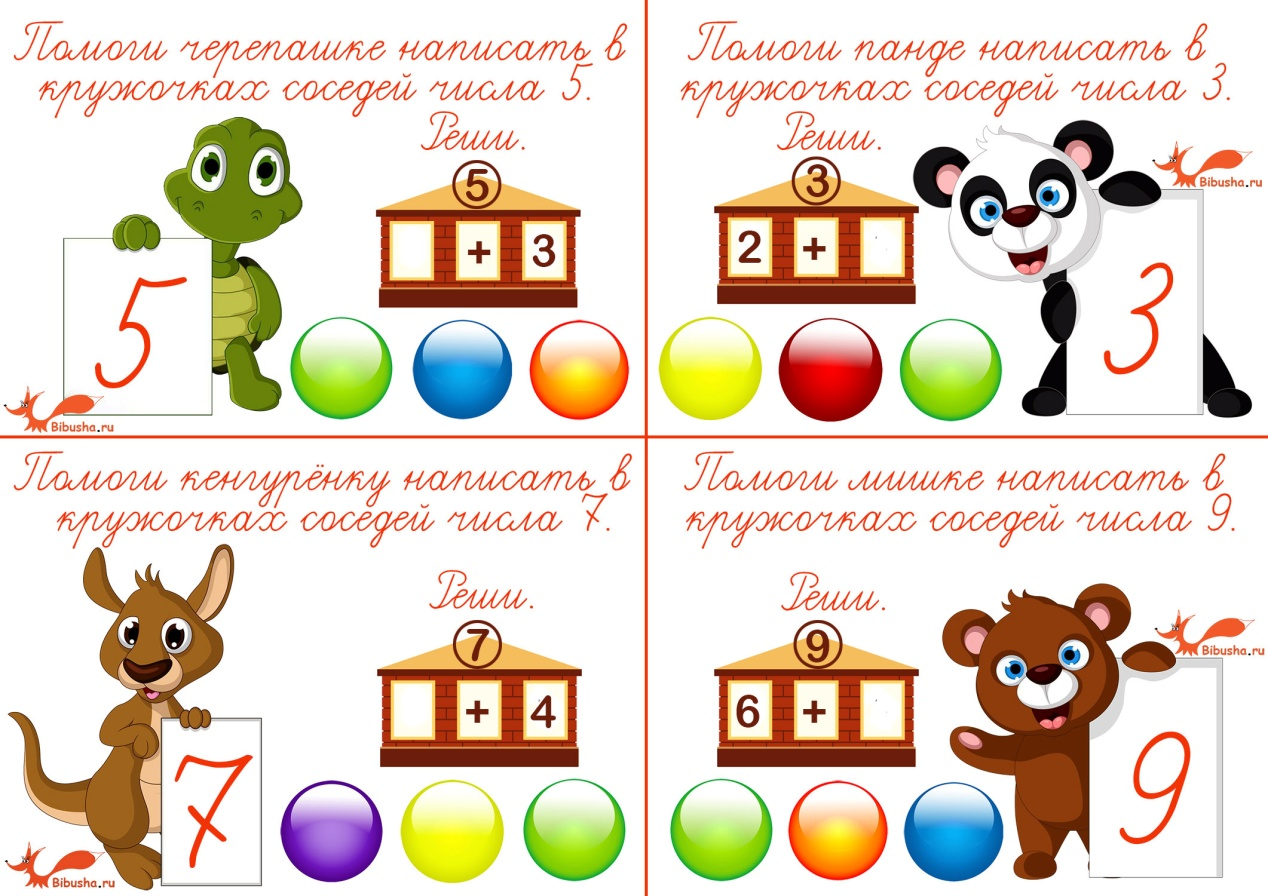 Помоги черепашке написать в
кружочках соседей числа 5.
Реши.
5
+ 3
5
Bibusha.ru
Помоги панде написать в
кружочках соседей числа 3.
Реши.
3
2 +
3
Bibusha.ru
Помоги кенгурёнку написать в
кружочках соседей числа 7.
Реши.
7
+ 4
7
Bibusha.ru
Помоги мишке написать в
кружочках соседей числа 9.
Реши.
9
6 +
9
Bibusha.ru